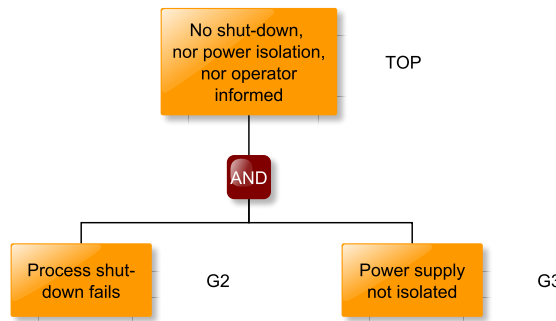 No shut-down,
nor power isolation,
nor operator
informed
TOP
AND
Process shut-
down fails
G2
Power supply
not isolated
G3